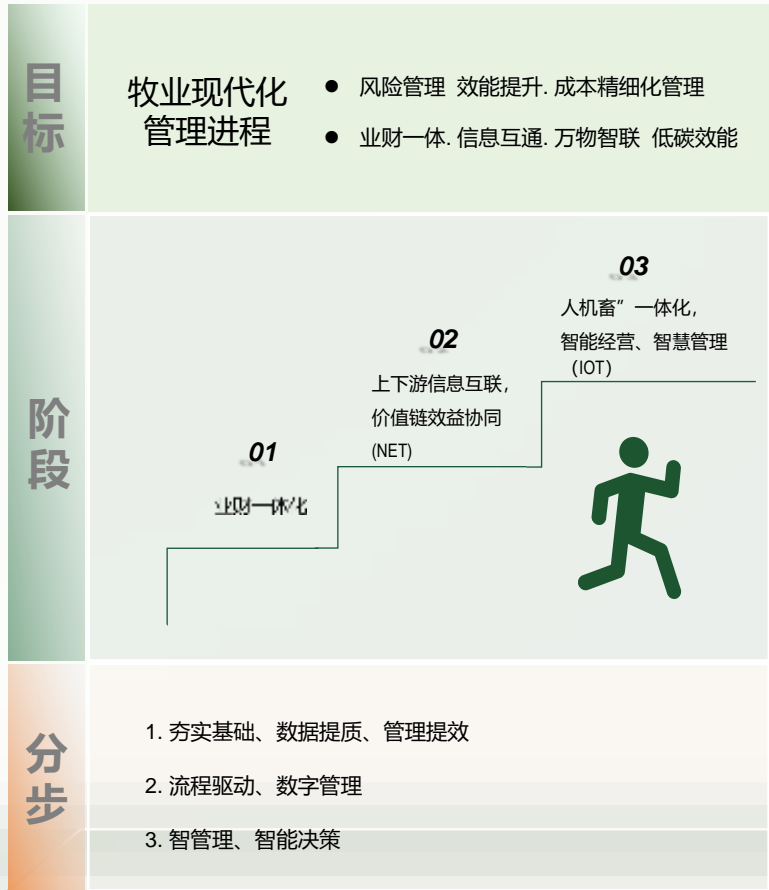 目标
牧业现代化
管理进程
● 风险管理 效能提升. 成本精细化管理
● 业财一体. 信息互通. 万物智联 低碳效能
阶段
03
人机畜”一体化，
智能经营、智慧管理
（IOT）
02
上下游信息互联，
价值链效益协同
(NET)
01
业财一体化
分步
1. 夯实基础、数据提质、管理提效
2. 流程驱动、数字管理
3. 智管理、智能决策